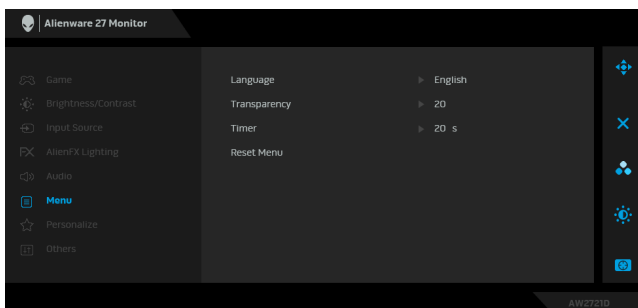 Alienware 27 Monitor
Game
Brightness/Contrast
Input Source
AlienFX Lighting
Audio
Menu
Personalize
Others
Language English
Transparency 20
Timer 20 s
Reset Menu
AW2721D